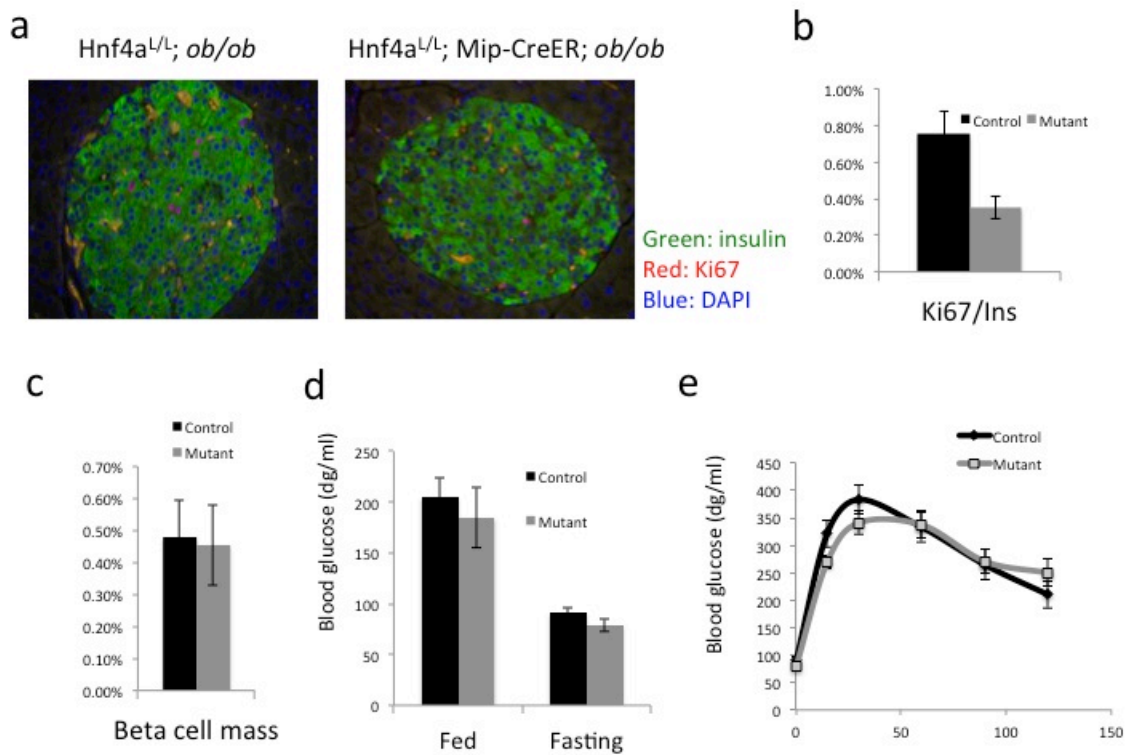 a
Hnf4aL/L; ob/ob
Hnf4aL/L; Mip-CreER; ob/ob
Green: insulin
Red: Ki67
Blue: DAPI
b
1.00%
0.80%
0.60%
0.40%
0.20%
0.00%
Control Mutant
Ki67/Ins
c
Control
Mutant
0.70%
0.60%
0.50%
0.40%
0.30%
0.20%
0.10%
0.00%
Beta cell mass
d
Blood glucose (dg/ml)
250
200
150
100
50
0
Control
Mutant
Fed Fasting
e
Control
Mutant
Blood glucose (dg/ml)
450
400
350
300
250
200
150
100
50
0
0 50 100 150